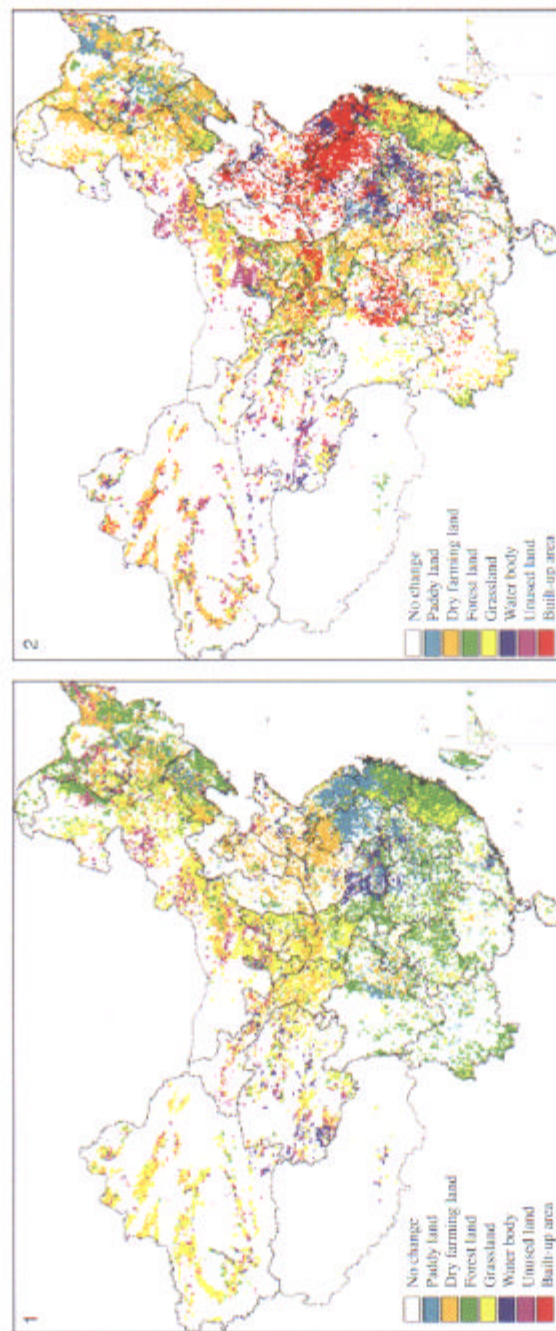 1
No change
Paddy land
Dry farming land
Forest land
Grassland
Water body
Unused land
Built-up area
2
No change
Paddy land
Dry farming land
Forest land
Grassland
Water body
Unused land
Built-up area